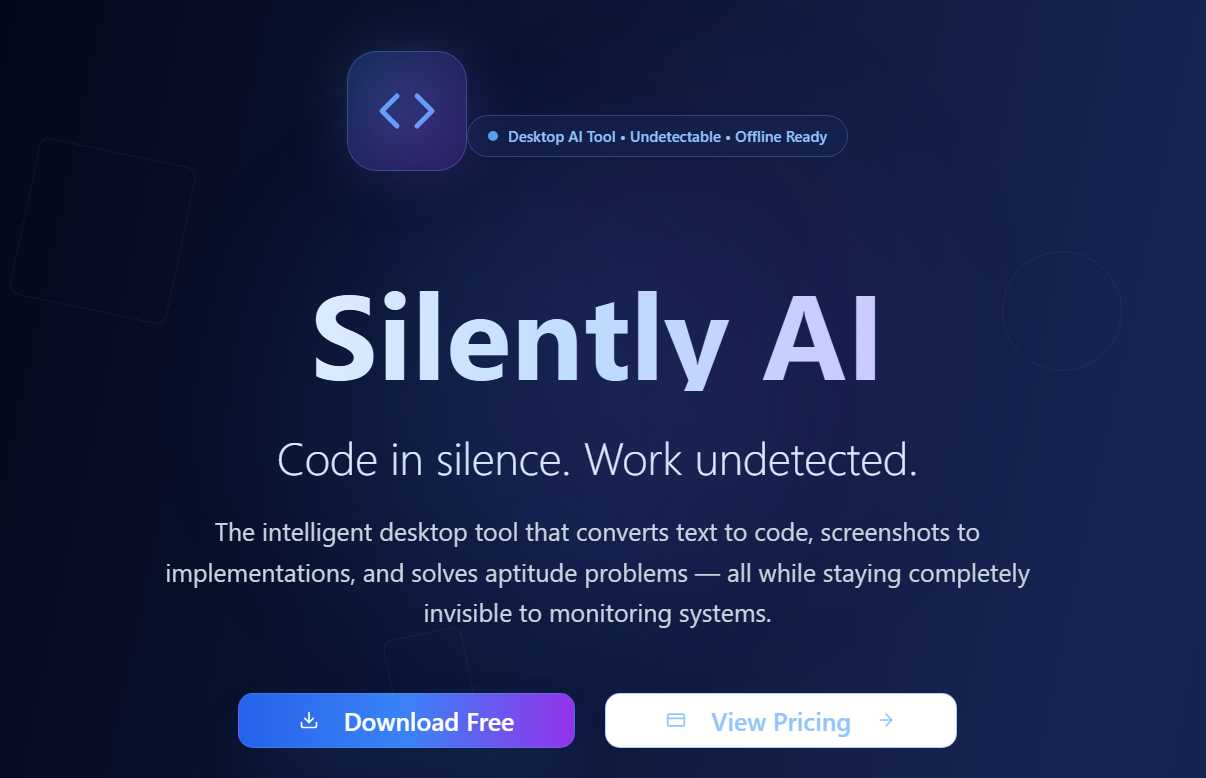 Desktop AI Tool • Undetectable • Offline Ready
Silently AI
Code in silence. Work undetected.
The intelligent desktop tool that converts text to code, screenshots to
implementations, and solves aptitude problems — all while staying completely
invisible to monitoring systems.
Download Free
View Pricing